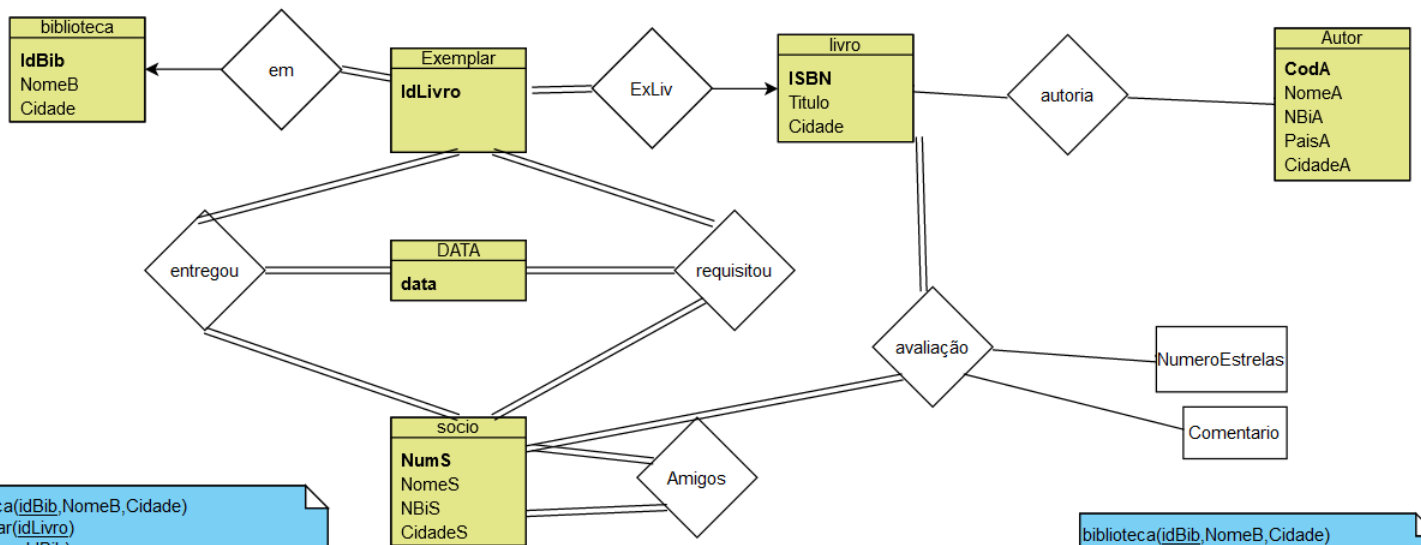 biblioteca
IdBib
NomeB
Cidade
em
Exemplar
IdLivro
ExLiv
livro
ISBN
Titulo
Cidade
autoria
Autor
CodA
NomeA
NBiA
PaisA
CidadeA
entregou
DATA
data
requisitou
avaliação
NumeroEstrelas
Comentario
socio
NumS
NomeS
NBiS
CidadeS
Amigos
ca(idBib,NomeB,Cidade)
ar(idLivro)
biblioteca(idBib,NomeB,Cidade)